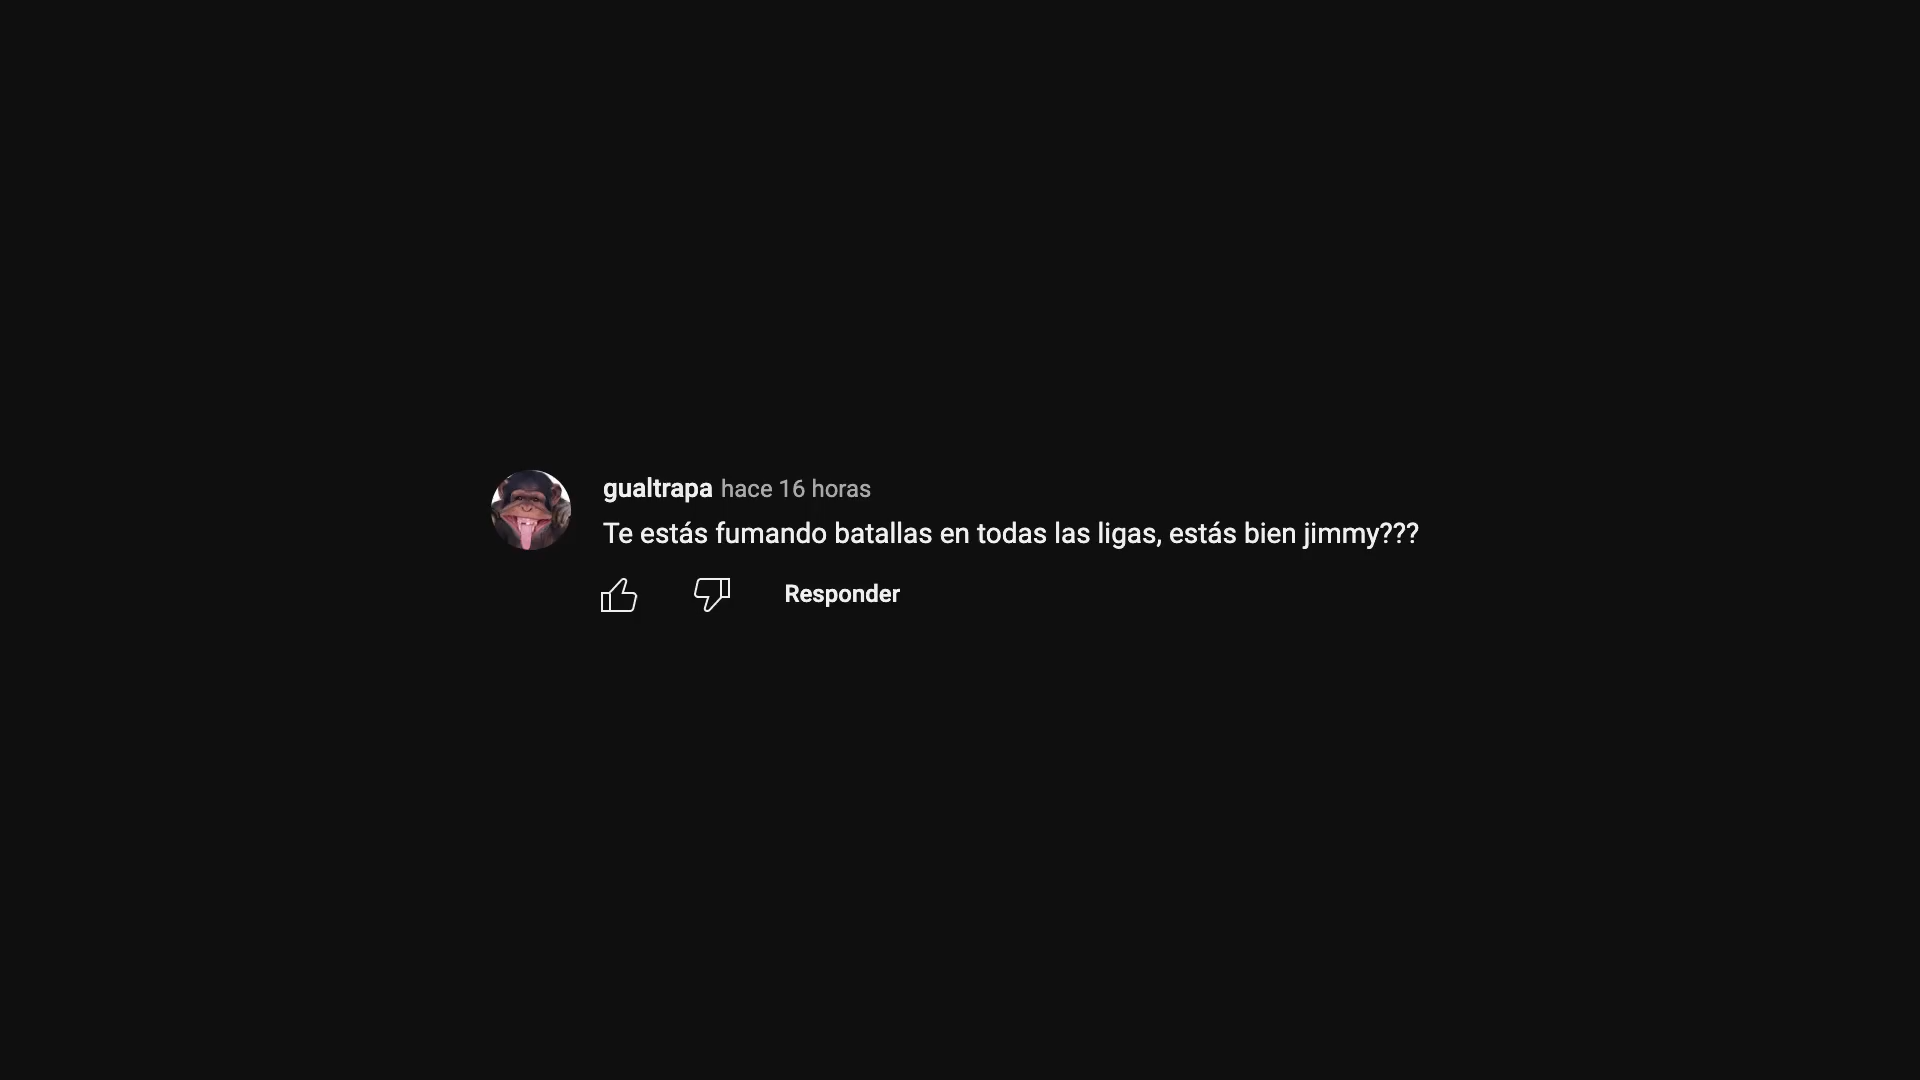 gualtrapa hace 16 horas
Te estás fumando batallas en todas las ligas, estás bien jimmy???
Responder